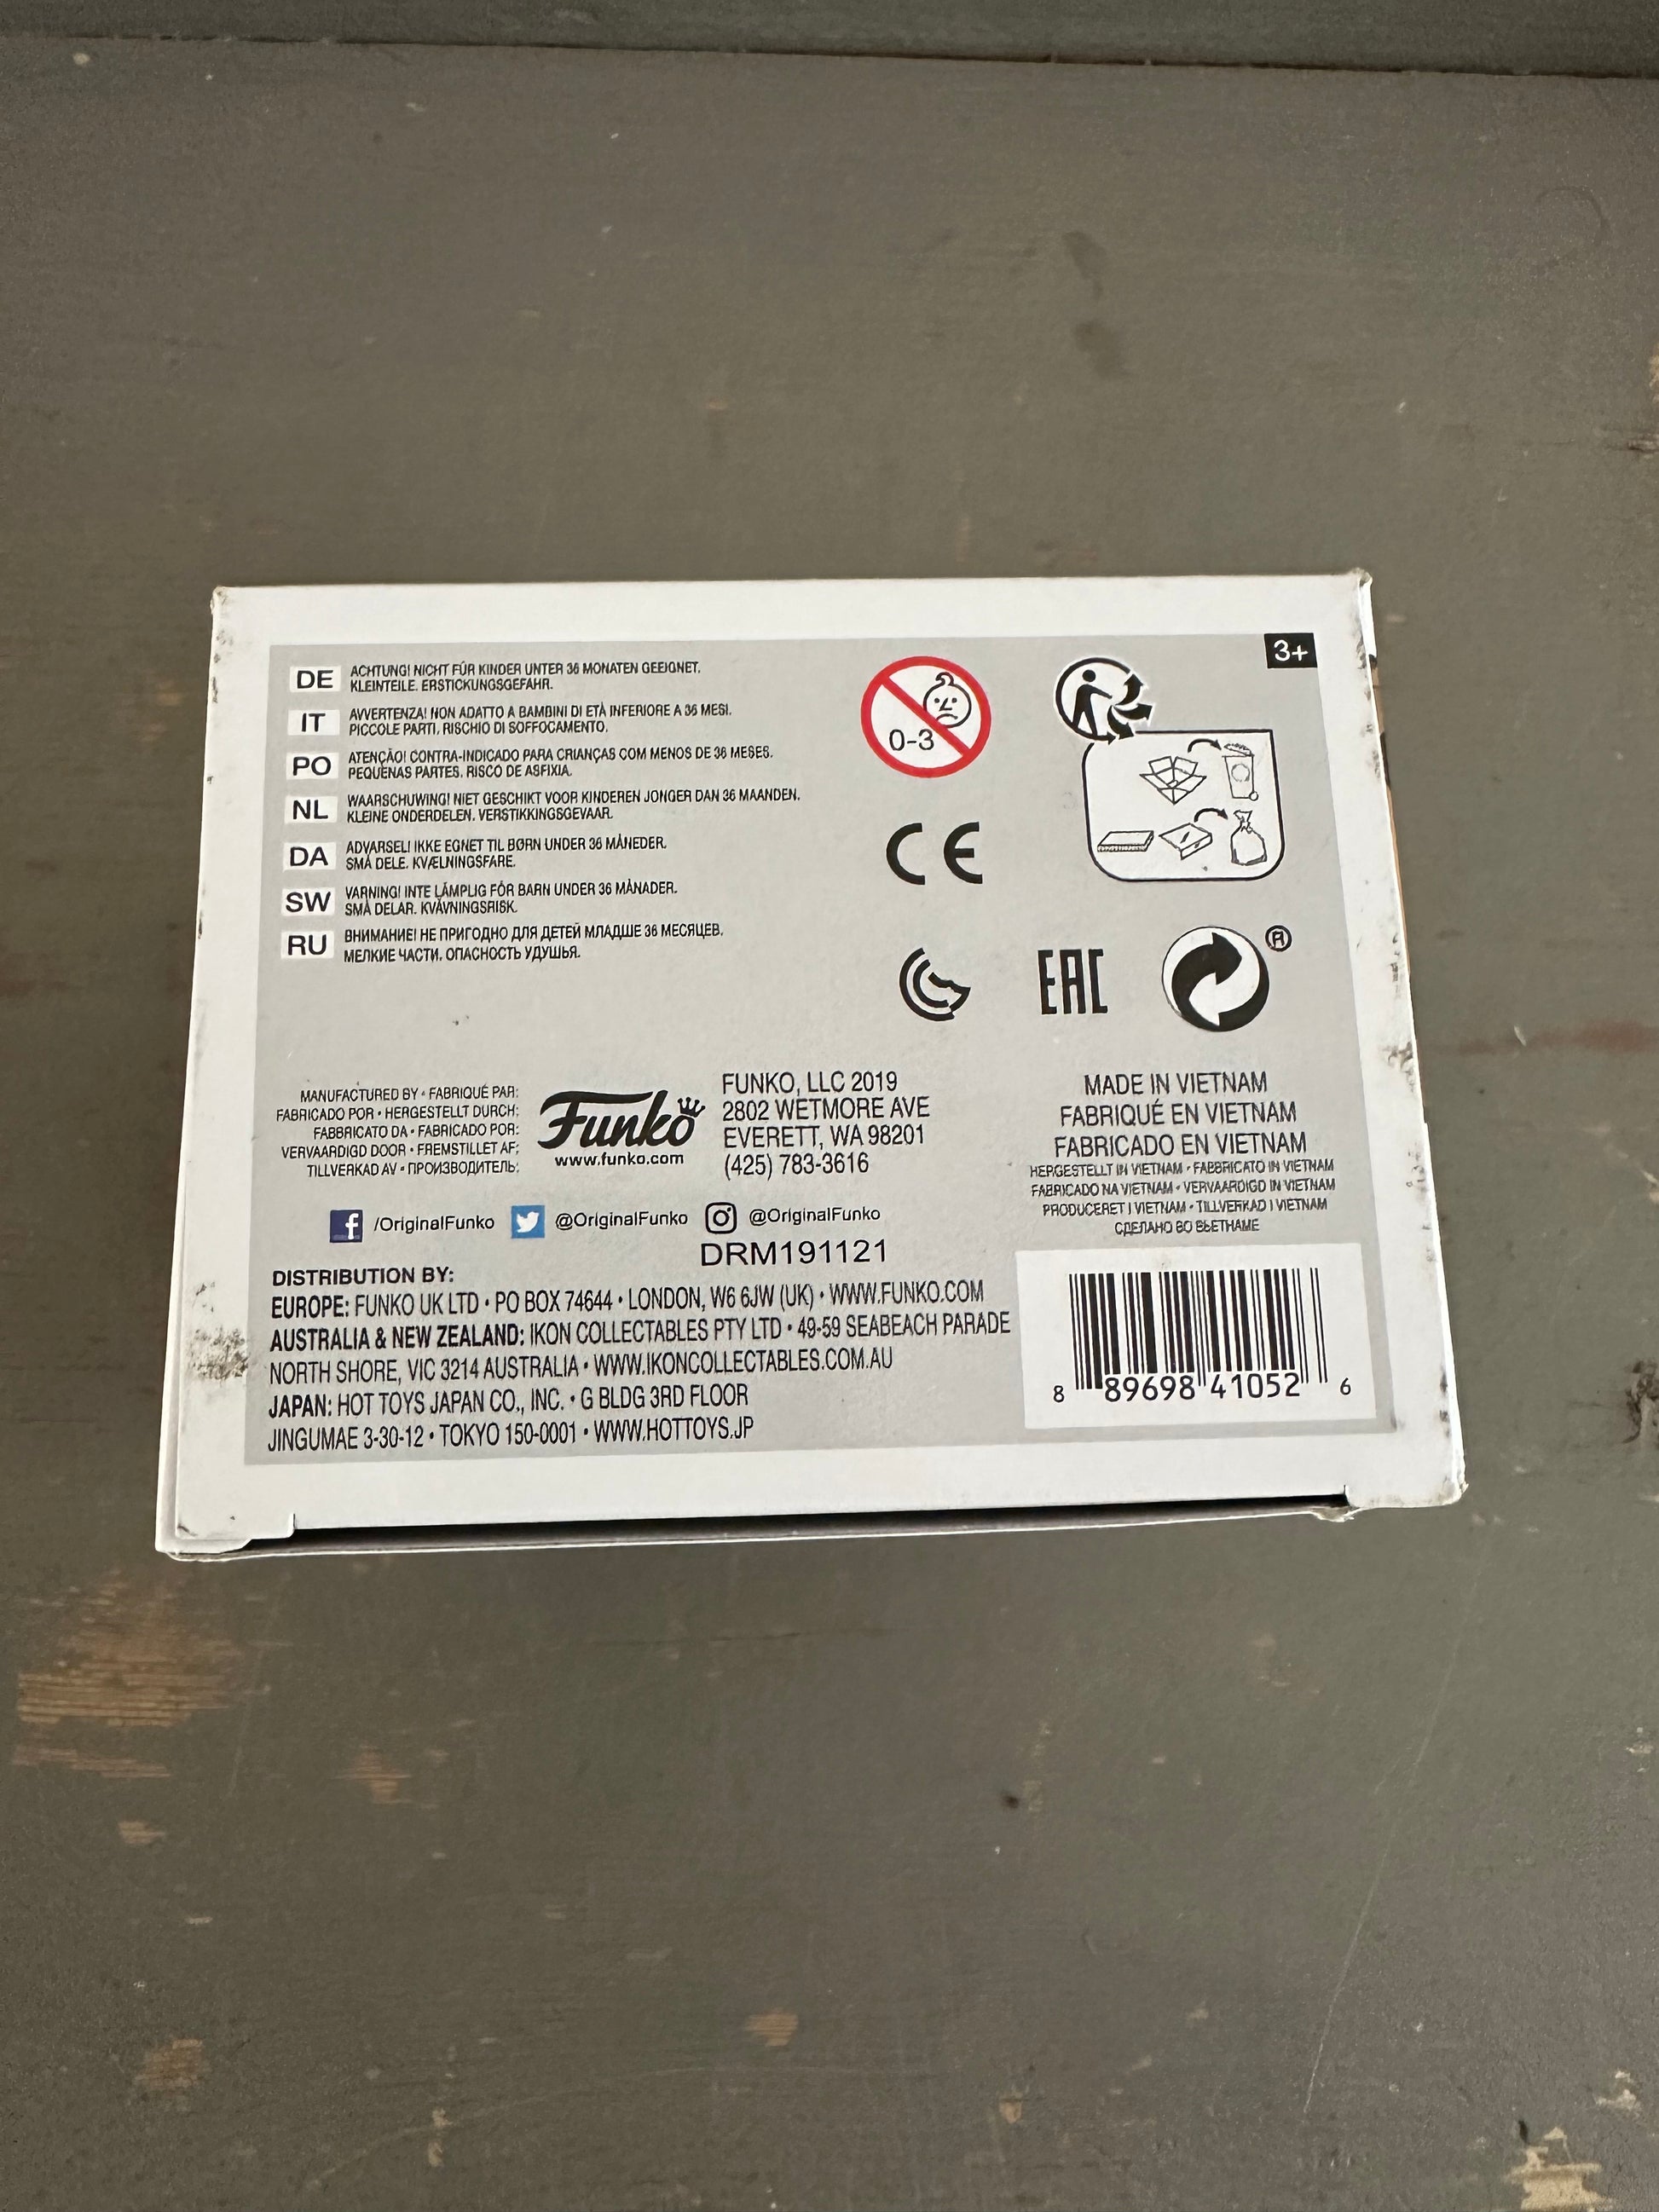 3+
DE ACHTUNG! NICHT FÜR KINDER UNTER 36 MONATEN GEEIGNET.
KLEINTEILE. ERSTICKUNGSGEFAHR.
IT AVVERTENZA! NON ADATTO A BAMBINI DI ETÀ INFERIORE A 36 MESI.
PICCOLE PARTI. RISCHIO DI SOFFOCAMENTO.
PO ATENÇÃO! CONTRA-INDICADO PARA CRIANÇAS COM MENOS DE 36 MESES.
PEQUENAS PARTES. RISCO DE ASFIXIA.
NL WAARSCHUWING! NIET GESCHIKT VOOR KINDEREN JONGER DAN 36 MAANDEN.
KLEINE ONDERDELEN. VERSTIKKINGSGEVAAR.
DA ADVARSEL! IKKE EGNET TIL BØRN UNDER 36 MÅNEDER.
SMÅ DELE. KVÆLNINGSFARE.
SW VARNING! INTE LÄMPLIG FÖR BARN UNDER 36 MÅNADER.
SMÅ DELAR. KVÄVNINGSRISK.
RU ВНИМАНИЕ! НЕ ПРИГОДНО ДЛЯ ДЕТЕЙ МЛАДШЕ 36 МЕСЯЦЕВ.
МЕЛКИЕ ЧАСТИ. ОПАСНОСТЬ УДУШЬЯ.
0-3
CE
EAC
®
MANUFACTURED BY • FABRIQUÉ PAR:
FABRICADO POR • HERGESTELLT DURCH:
FABBRICATO DA • FABRICADO POR:
VERVAARDIGD DOOR • FREMSTILLET AF:
TILLVERKAD AV • ПРОИЗВОДИТЕЛЬ:
Funko
www.funko.com
FUNKO, LLC 2019
2802 WETMORE AVE
EVERETT, WA 98201
(425) 783-3616
MADE IN VIETNAM
FABRIQUÉ EN VIETNAM
FABRICADO EN VIETNAM
HERGESTELLT IN VIETNAM • FABBRICATO IN VIETNAM
FABRICADO NA VIETNAM • VERVAARDIGD IN VIETNAM
PRODUCERET I VIETNAM • TILLVERKAD I VIETNAM
СДЕЛАНО ВО ВЬЕТНАМЕ
/OriginalFunko @OriginalFunko @OriginalFunko
DRM191121
DISTRIBUTION BY:
EUROPE: FUNKO UK LTD • PO BOX 74644 • LONDON, W6 6JW (UK) • WWW.FUNKO.COM
AUSTRALIA & NEW ZEALAND: IKON COLLECTABLES PTY LTD • 49-59 SEABEACH PARADE
NORTH SHORE, VIC 3214 AUSTRALIA • WWW.IKONCOLLECTABLES.COM.AU
JAPAN: HOT TOYS JAPAN CO., INC. • G BLDG 3RD FLOOR
JINGUMAE 3-30-12 • TOKYO 150-0001 • WWW.HOTTOYS.JP
8 89698 41052 6